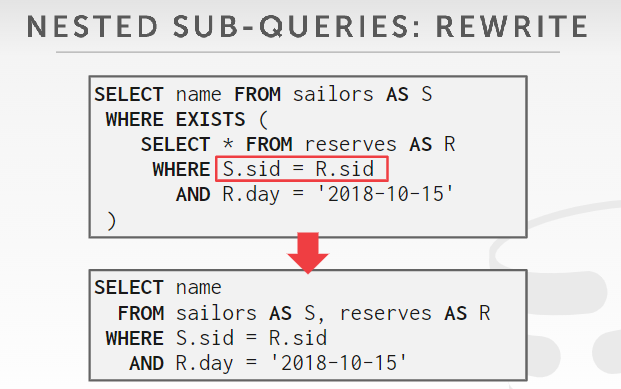 NESTED SUB-QUERIES: REWRITE
SELECT name FROM sailors AS S
WHERE EXISTS (
SELECT * FROM reserves AS R
WHERE S.sid = R.sid
AND R.day = '2018-10-15'
)
SELECT name
FROM sailors AS S, reserves AS R
WHERE S.sid = R.sid
AND R.day = '2018-10-15'